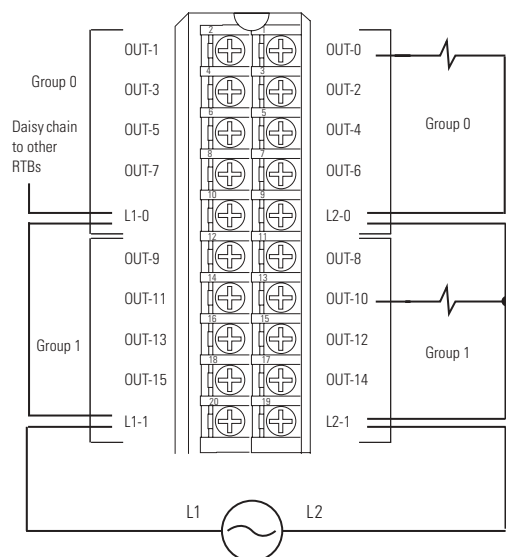 2 1
OUT-1 OUT-0
Group 0
4 3
OUT-3 OUT-2
Daisy chain
to other
RTBs
6 5
OUT-5 OUT-4
Group 0
8 7
OUT-7 OUT-6
10 9
L1-0 L2-0
12 11
OUT-9 OUT-8
14 13
OUT-11 OUT-10
16 15
OUT-13 OUT-12
Group 1
Group 1
18 17
OUT-15 OUT-14
20 19
L1-1 L2-1
L1 L2